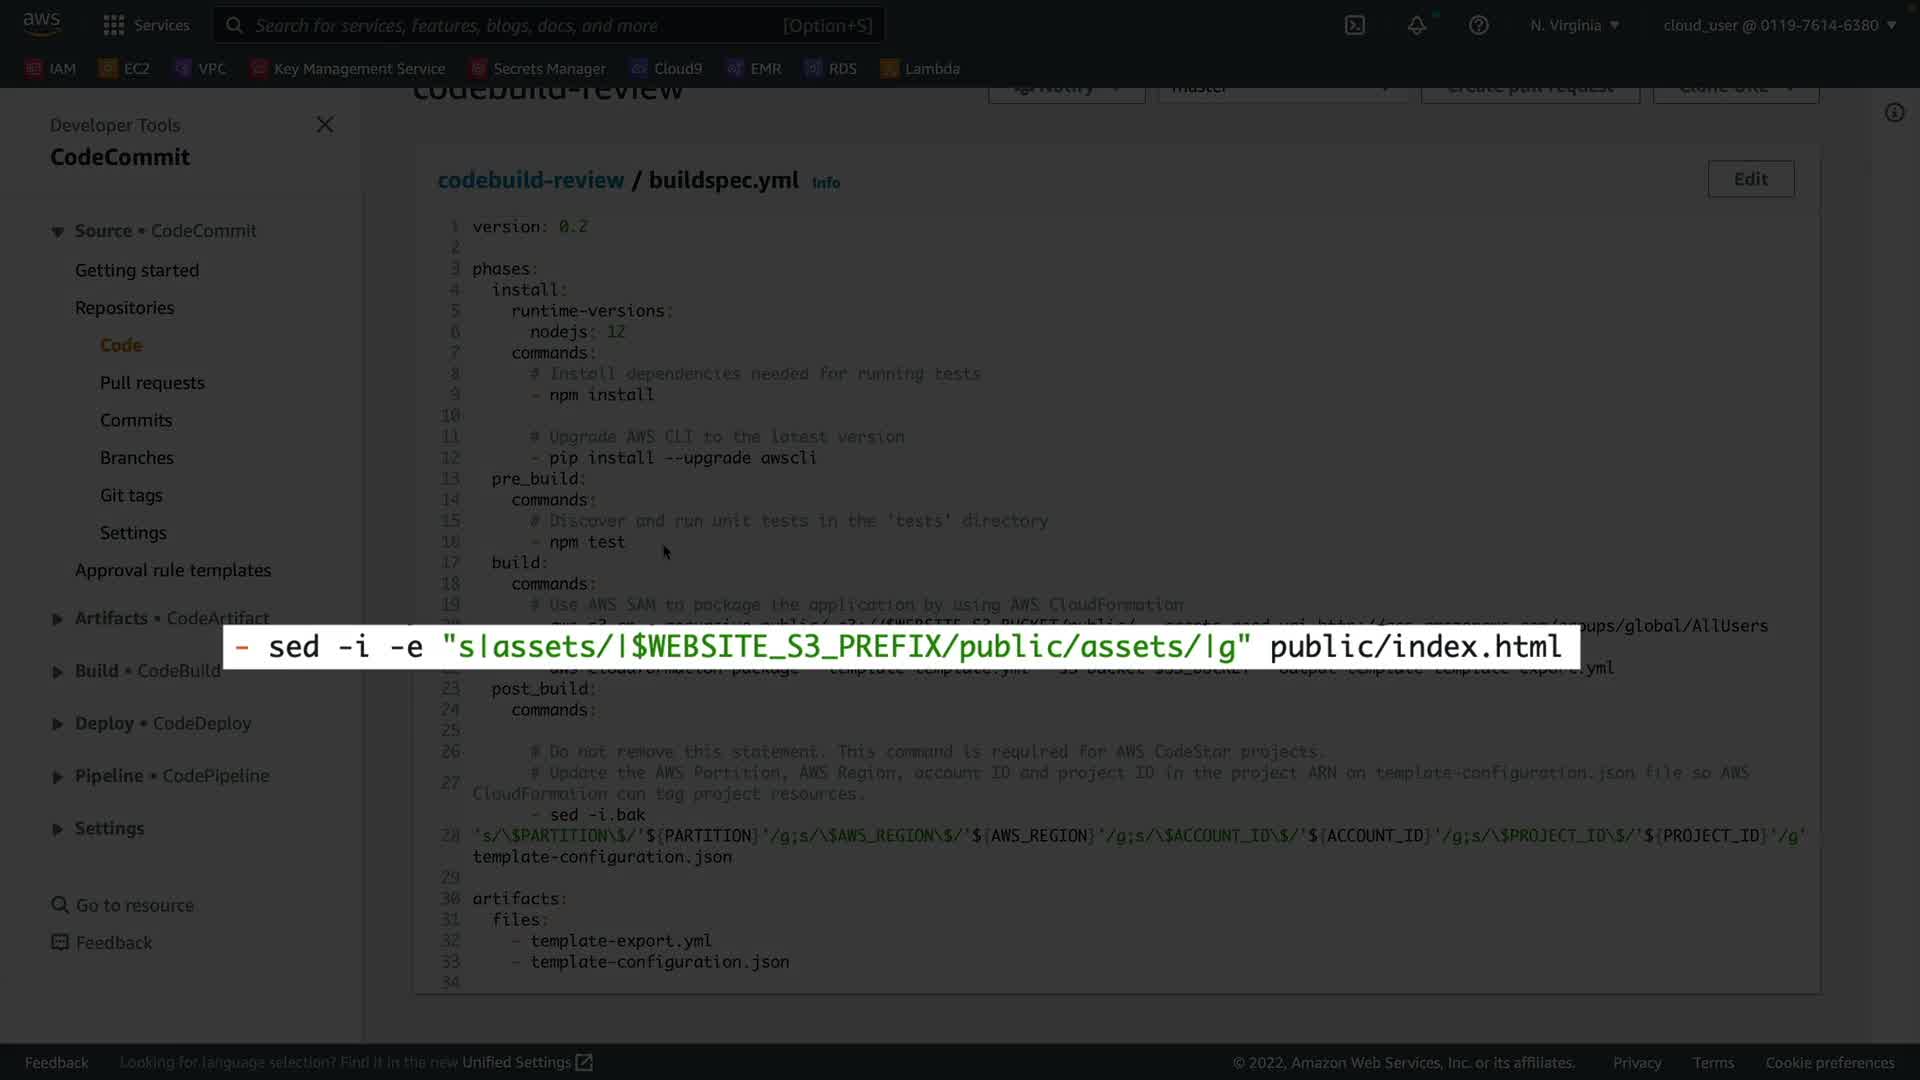 aws
Services
Search for services, features, blogs, docs, and more [Option+S]
N. Virginia
cloud_user @ 0119-7614-6380
IAM
EC2
VPC
Key Management Service
Secrets Manager
Cloud9
EMR
RDS
Lambda
codebuild-review
Notify
master
Create pull request
Clone URL
Developer Tools
CodeCommit
Source • CodeCommit
Getting started
Repositories
Code
Pull requests
Commits
Branches
Git tags
Settings
Approval rule templates
Artifacts • CodeArtifact
Build • CodeBuild
Deploy • CodeDeploy
Pipeline • CodePipeline
Settings
Go to resource
Feedback
codebuild-review / buildspec.yml Info
Edit
1 version: 0.2
2
3 phases:
4 install:
5 runtime-versions:
6 nodejs: 12
7 commands:
8 # Install dependencies needed for running tests
9 - npm install
10
11 # Upgrade AWS CLI to the latest version
12 - pip install --upgrade awscli
13 pre_build:
14 commands:
15 # Discover and run unit tests in the 'tests' directory
16 - npm test
17 build:
18 commands:
19 # Use AWS SAM to package the application by using AWS CloudFormation
oups/global/AllUsers
- sed -i -e "s|assets/|$WEBSITE_S3_PREFIX/public/assets/|g" public/index.html
23 post_build:
24 commands:
25
26 # Do not remove this statement. This command is required for AWS CodeStar projects.
27 # Update the AWS Partition, AWS Region, account ID and project ID in the project ARN on template-configuration.json file so AWS
CloudFormation can tag project resources.
- sed -i.bak
28 's/\$PARTITION\$/'${PARTITION}'/g;s/\$AWS_REGION\$/'${AWS_REGION}'/g;s/\$ACCOUNT_ID\$/'${ACCOUNT_ID}'/g;s/\$PROJECT_ID\$/'${PROJECT_ID}'/g'
template-configuration.json
29
30 artifacts:
31 files:
32 - template-export.yml
33 - template-configuration.json
34
Feedback
Looking for language selection? Find it in the new Unified Settings
© 2022, Amazon Web Services, Inc. or its affiliates.
Privacy
Terms
Cookie preferences